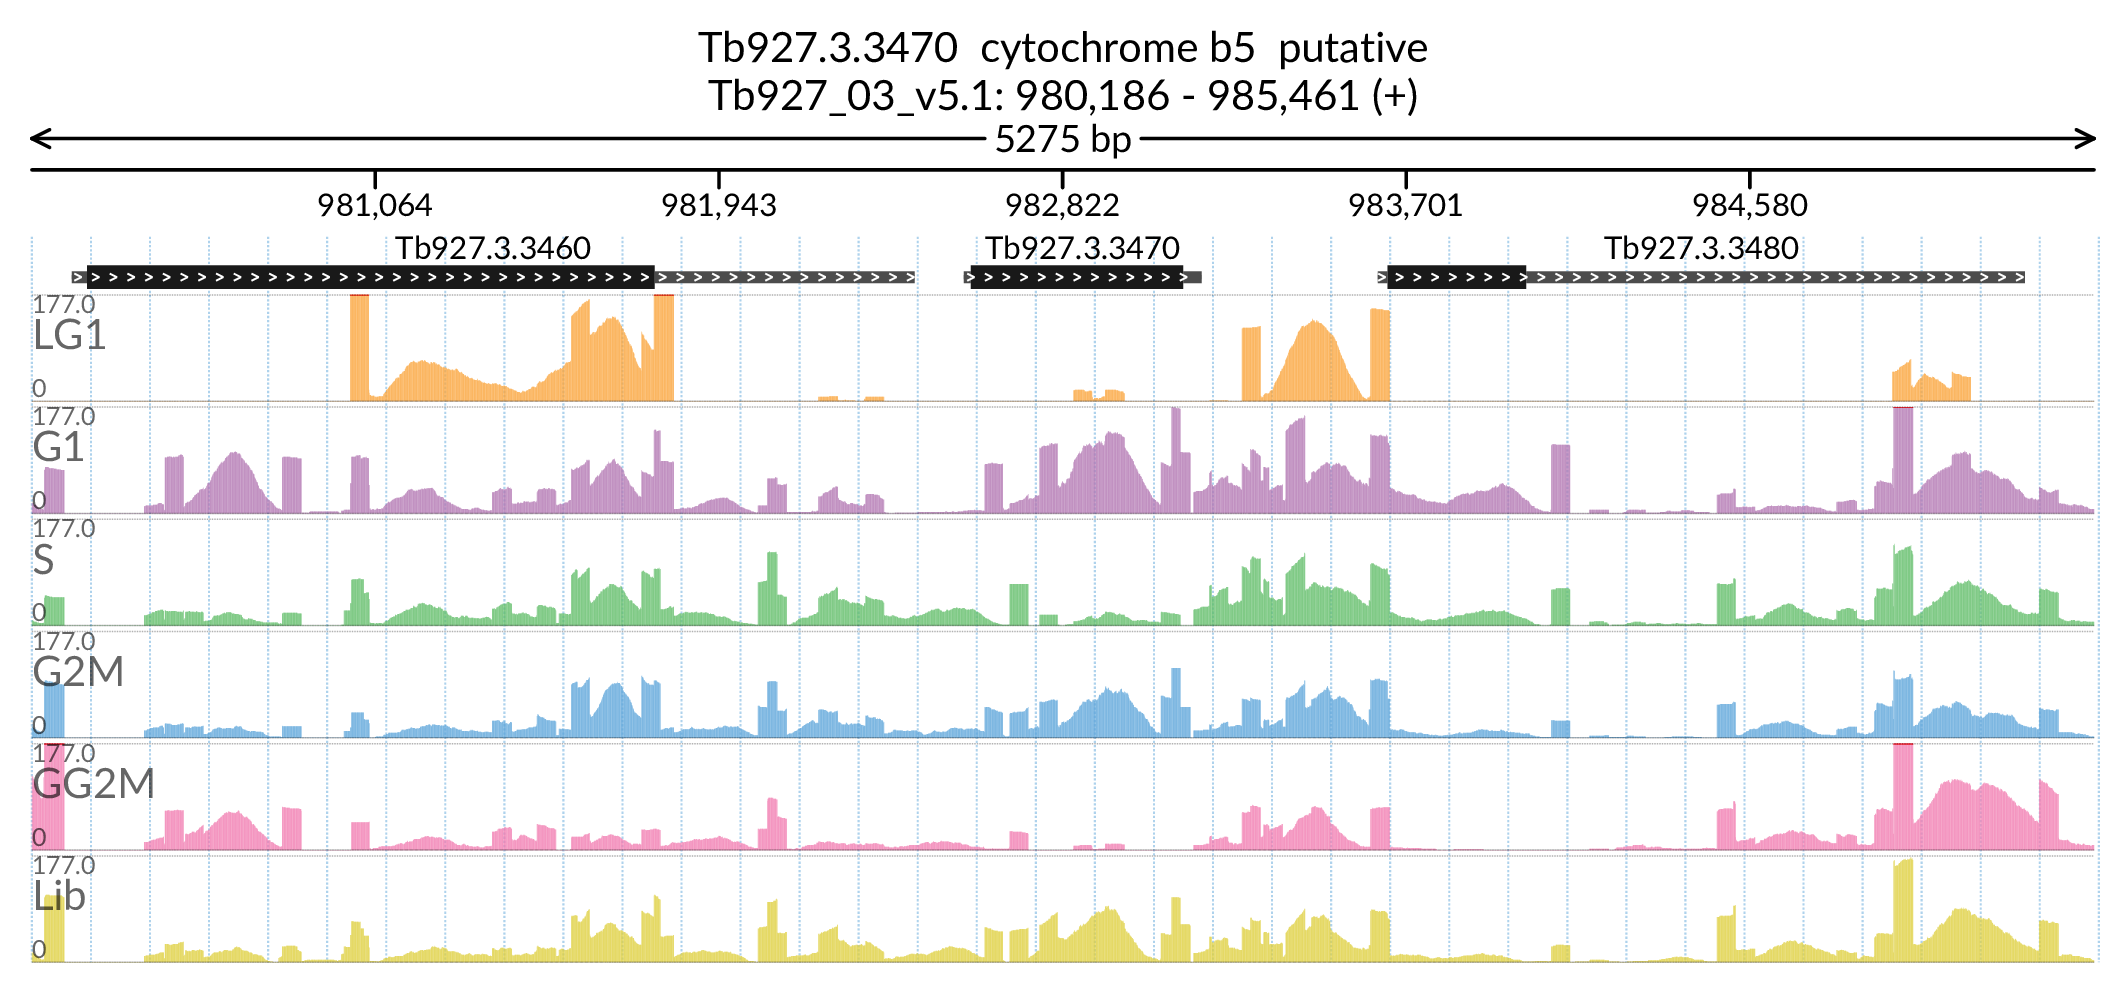 Tb927.3.3470 cytochrome b5 putative
Tb927_03_v5.1: 980,186 - 985,461 (+)
5275 bp
981,064 981,943 982,822 983,701 984,580
Tb927.3.3460 Tb927.3.3470 Tb927.3.3480
177.0
LG1
0
177.0
G1
0
177.0
S
0
177.0
G2M
0
177.0
GG2M
0
177.0
Lib
0